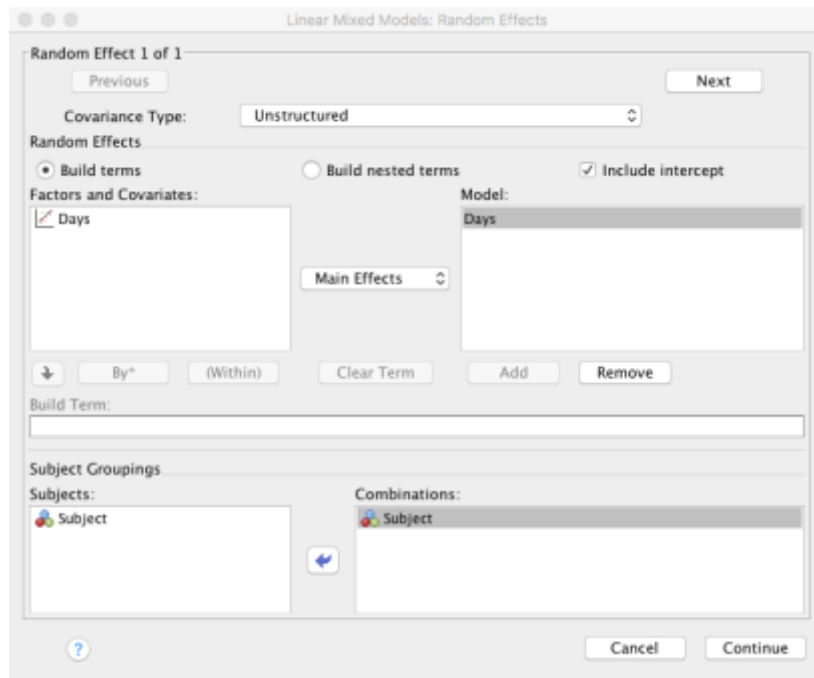 Linear Mixed Models: Random Effects
Random Effect 1 of 1
Previous Next
Covariance Type: Unstructured
Random Effects
Build terms Build nested terms Include intercept
Factors and Covariates: Model:
Days Days
Main Effects
By* (Within) Clear Term Add Remove
Build Term:
Subject Groupings
Subjects: Combinations:
Subject Subject
? Cancel Continue